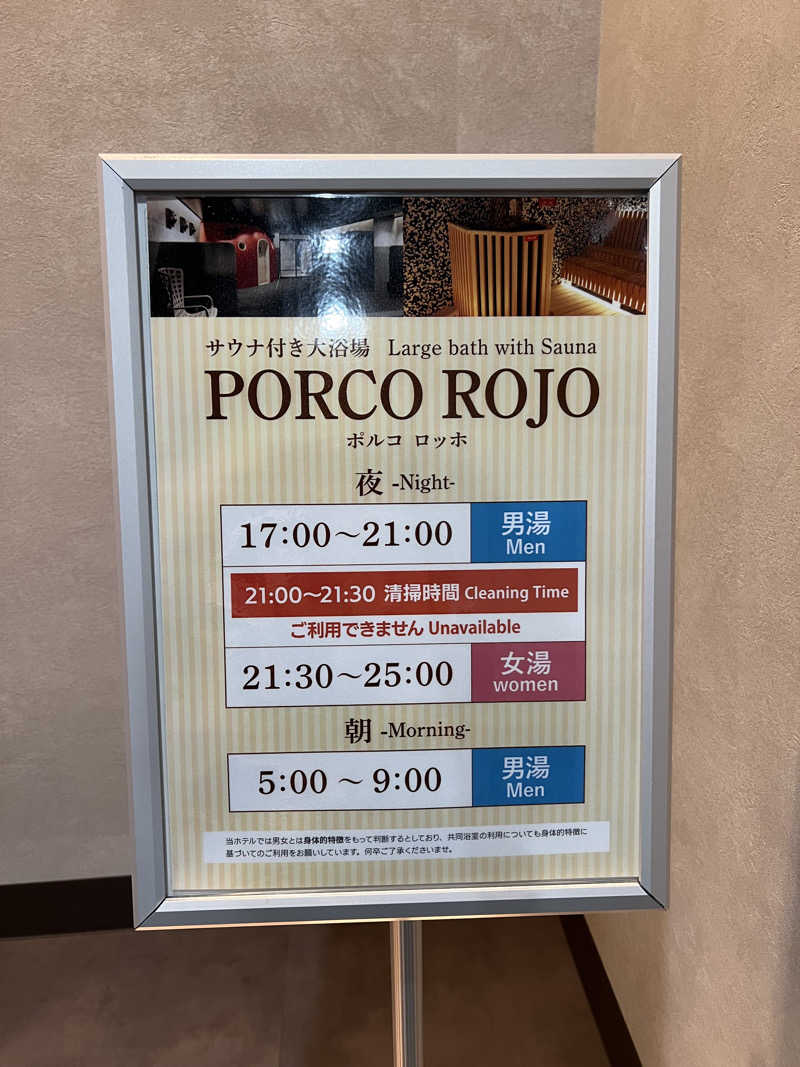 サウナ付き大浴場 Large bath with Sauna
PORCO ROJO
ポルコ ロッホ
夜 -Night-
17:00～21:00 男湯 Men
21:00～21:30 清掃時間 Cleaning Time
ご利用できません Unavailable
21:30～25:00 女湯 women
朝 -Morning-
5:00 ～ 9:00 男湯 Men
当ホテルでは男女とは身体的特徴をもって判断するとしており、共同浴室の利用についても身体的特徴に
基づいてのご利用をお願いしています。何卒ご了承くださいませ。